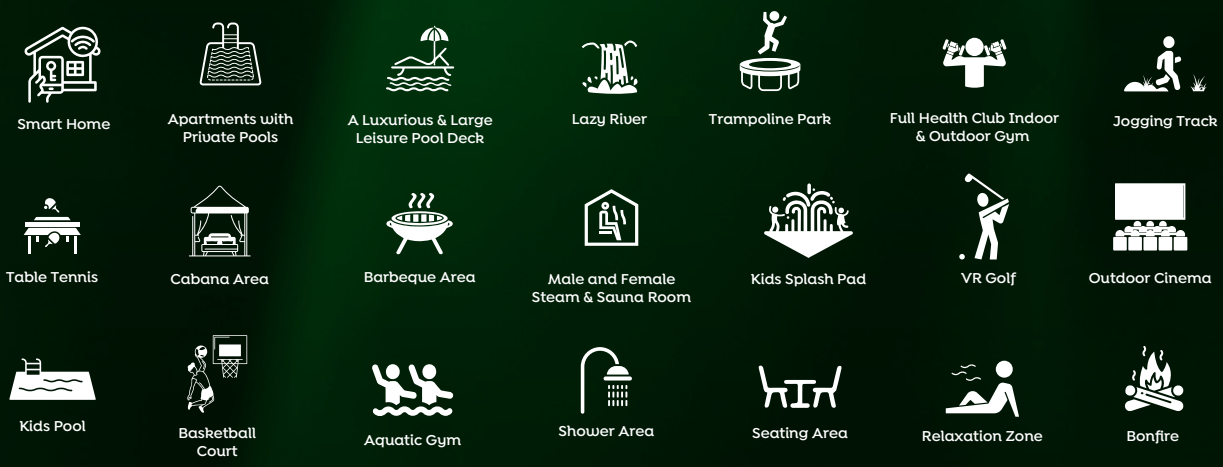 Smart Home
Apartments with
Private Pools
A Luxurious & Large
Leisure Pool Deck
Lazy River
Trampoline Park
Full Health Club Indoor
& Outdoor Gym
Jogging Track
Table Tennis
Cabana Area
Barbeque Area
Male and Female
Steam & Sauna Room
Kids Splash Pad
VR Golf
Outdoor Cinema
Kids Pool
Basketball
Court
Aquatic Gym
Shower Area
Seating Area
Relaxation Zone
Bonfire